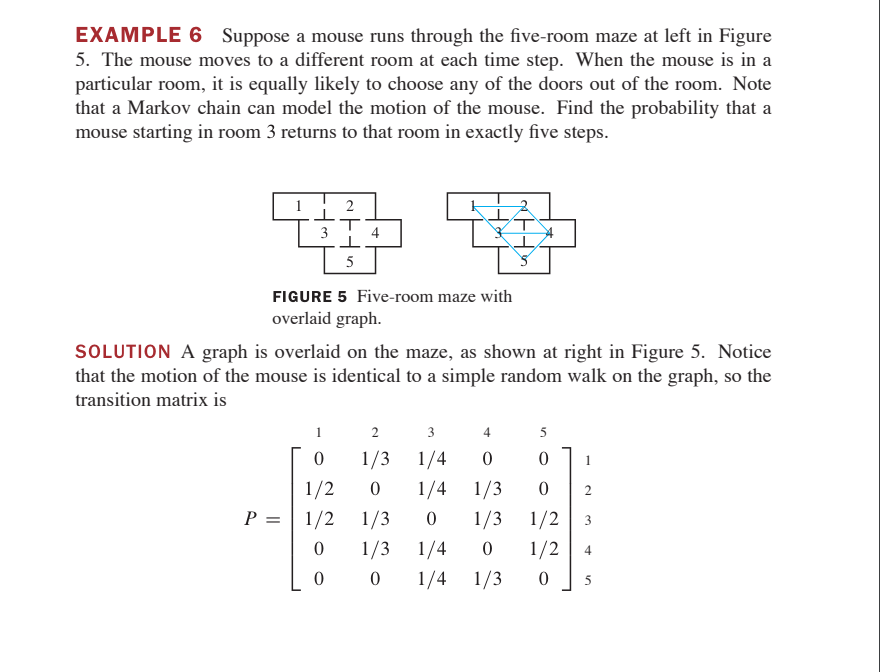 EXAMPLE 6 Suppose a mouse runs through the five-room maze at left in Figure
5. The mouse moves to a different room at each time step. When the mouse is in a
particular room, it is equally likely to choose any of the doors out of the room. Note
that a Markov chain can model the motion of the mouse. Find the probability that a
mouse starting in room 3 returns to that room in exactly five steps.
1 2 1 2
3 4 3 4
5 5
FIGURE 5 Five-room maze with
overlaid graph.
SOLUTION A graph is overlaid on the maze, as shown at right in Figure 5. Notice
that the motion of the mouse is identical to a simple random walk on the graph, so the
transition matrix is
1 2 3 4 5
0 1/3 1/4 0 0 1
1/2 0 1/4 1/3 0 2
P = 1/2 1/3 0 1/3 1/2 3
0 1/3 1/4 0 1/2 4
0 0 1/4 1/3 0 5